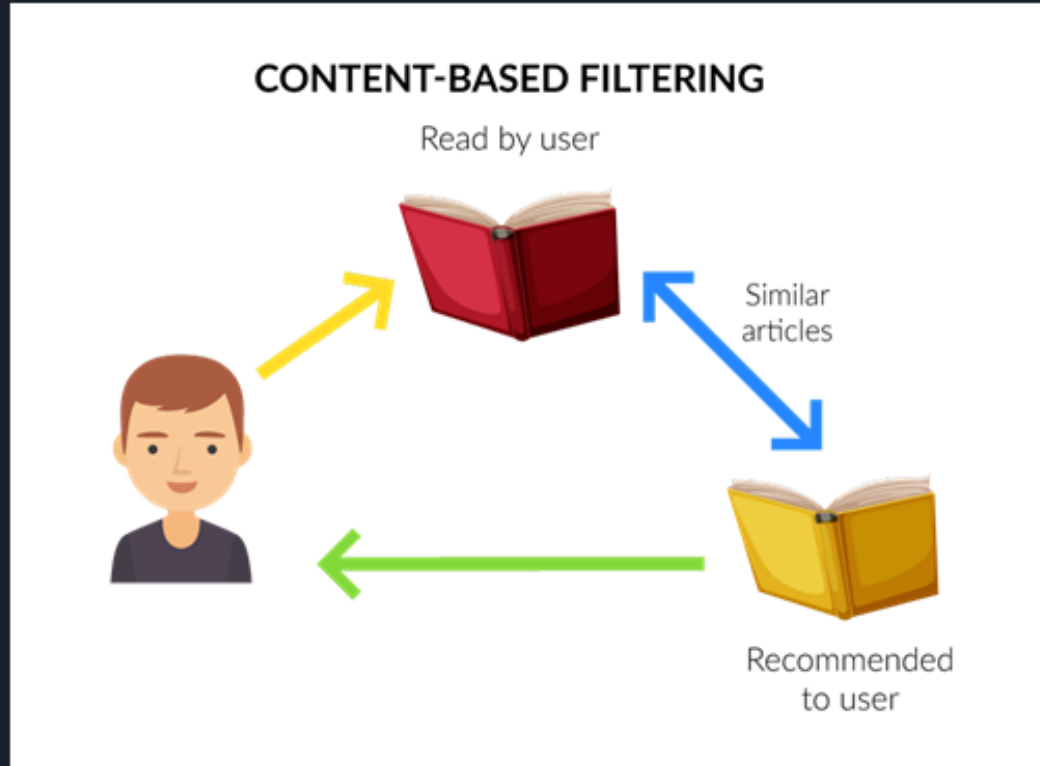 CONTENT-BASED FILTERING
Read by user
Similar
articles
Recommended
to user